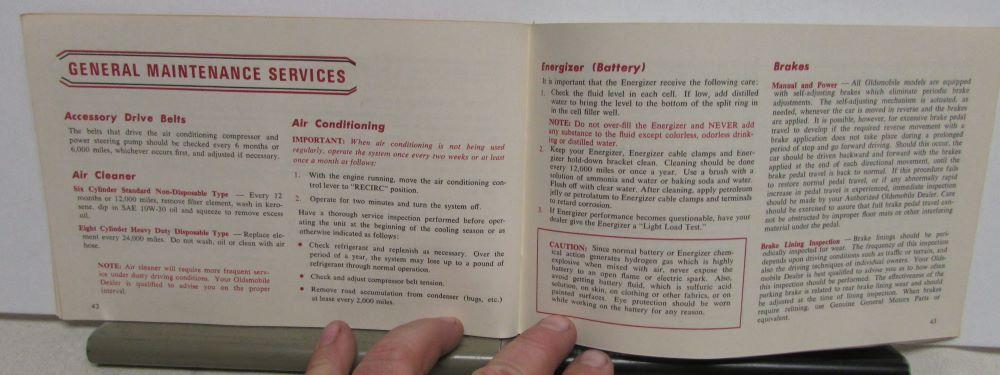 GENERAL MAINTENANCE SERVICES
Accessory Drive Belts
The belts that drive the air conditioning compressor and
power steering pump should be checked every 6 months or
6,000 miles, whichever occurs first, and adjusted if necessary.
Air Cleaner
Six Cylinder Standard Non-Disposable Type — Every 12
months or 12,000 miles, remove filter element, wash in kero-
sene, dip in SAE 10W-30 oil and squeeze to remove excess
oil.
Eight Cylinder Heavy Duty Disposable Type — Replace ele-
ment every 24,000 miles. Do not wash, oil or clean with air
hose.
NOTE: Air cleaner will require more frequent serv-
ice under dusty driving conditions. Your Oldsmobile
Dealer is qualified to advise you on the proper
interval.
42
Air Conditioning
IMPORTANT: When air conditioning is not being used
regularly, operate the system once every two weeks or at least
once a month as follows:
1. With the engine running, move the air conditioning con-
trol lever to "RECIRC" position.
2. Operate for two minutes and turn the system off.
Have a thorough service inspection performed before oper-
ating the unit at the beginning of the cooling season or as
otherwise indicated as follows:
• Check refrigerant and replenish as necessary. Over the
period of a year, the system may lose up to a pound of
refrigerant through normal operation.
• Check and adjust compressor belt tension.
• Remove road accumulation from condenser (bugs, etc.)
at least every 2,000 miles.
Energizer (Battery)
It is important that the Energizer receive the following care:
1. Check the fluid level in each cell. If low, add distilled
water to bring the level to the bottom of the split ring in
in the cell filler well.
NOTE: Do not over-fill the Energizer and NEVER add
any substance to the fluid except colorless, odorless drink-
ing or distilled water.
2. Keep your Energizer, Energizer cable clamps and Ener-
gizer hold-down bracket clean. Cleaning should be done
every 12,000 miles or once a year. Use a brush with a
solution of ammonia and water or baking soda and water.
Flush off with clear water. After cleaning, apply petroleum
jelly or petrolatum to Energizer cable clamps and terminals
to retard corrosion.
3. If Energizer performance becomes questionable, have your
dealer give the Energizer a "Light Load Test."
CAUTION: Since normal battery or Energizer chem-
ical action generates hydrogen gas which is highly
explosive when mixed with air, never expose the
battery to an open flame or electric spark. Also,
avoid getting battery fluid, which is sulfuric acid
solution, on skin, on clothing or other fabrics, or on
painted surfaces. Eye protection should be worn
while working on the battery for any reason.
Brakes
Manual and Power — All Oldsmobile models are equipped
with self-adjusting brakes which eliminate periodic brake
adjustments. The self-adjusting mechanism is actuated, as
needed, whenever the car is moved in reverse and the brakes
are applied. It is possible, however, for excessive brake pedal
travel to develop if the required reverse movement with a
brake application does not take place during a prolonged
period of stop and go forward driving. Should this occur, the
car should be driven backward and forward with the brakes
applied at the end of each directional movement, until the
brake pedal travel is back to normal. If this procedure fails
to restore normal pedal travel, or if any abnormally rapid
increase in pedal travel is experienced, immediate inspection
should be made by your Authorized Oldsmobile Dealer. Care
should be exercised to assure that full brake pedal travel can-
not be obstructed by improper floor mats or other interfering
material under the pedal.
Brake Lining Inspection — Brake linings should be peri-
odically inspected for wear. The frequency of this inspection
depends upon driving conditions such as traffic or terrain, and
also the driving techniques of individual owners. Your Olds-
mobile Dealer is best qualified to advise you as to how often
this inspection should be performed. The effectiveness of the
parking brake is related to rear brake lining wear and should
be adjusted at the time of lining inspection. When brakes
require relining, use Genuine General Motors Parts or
equivalent.
43